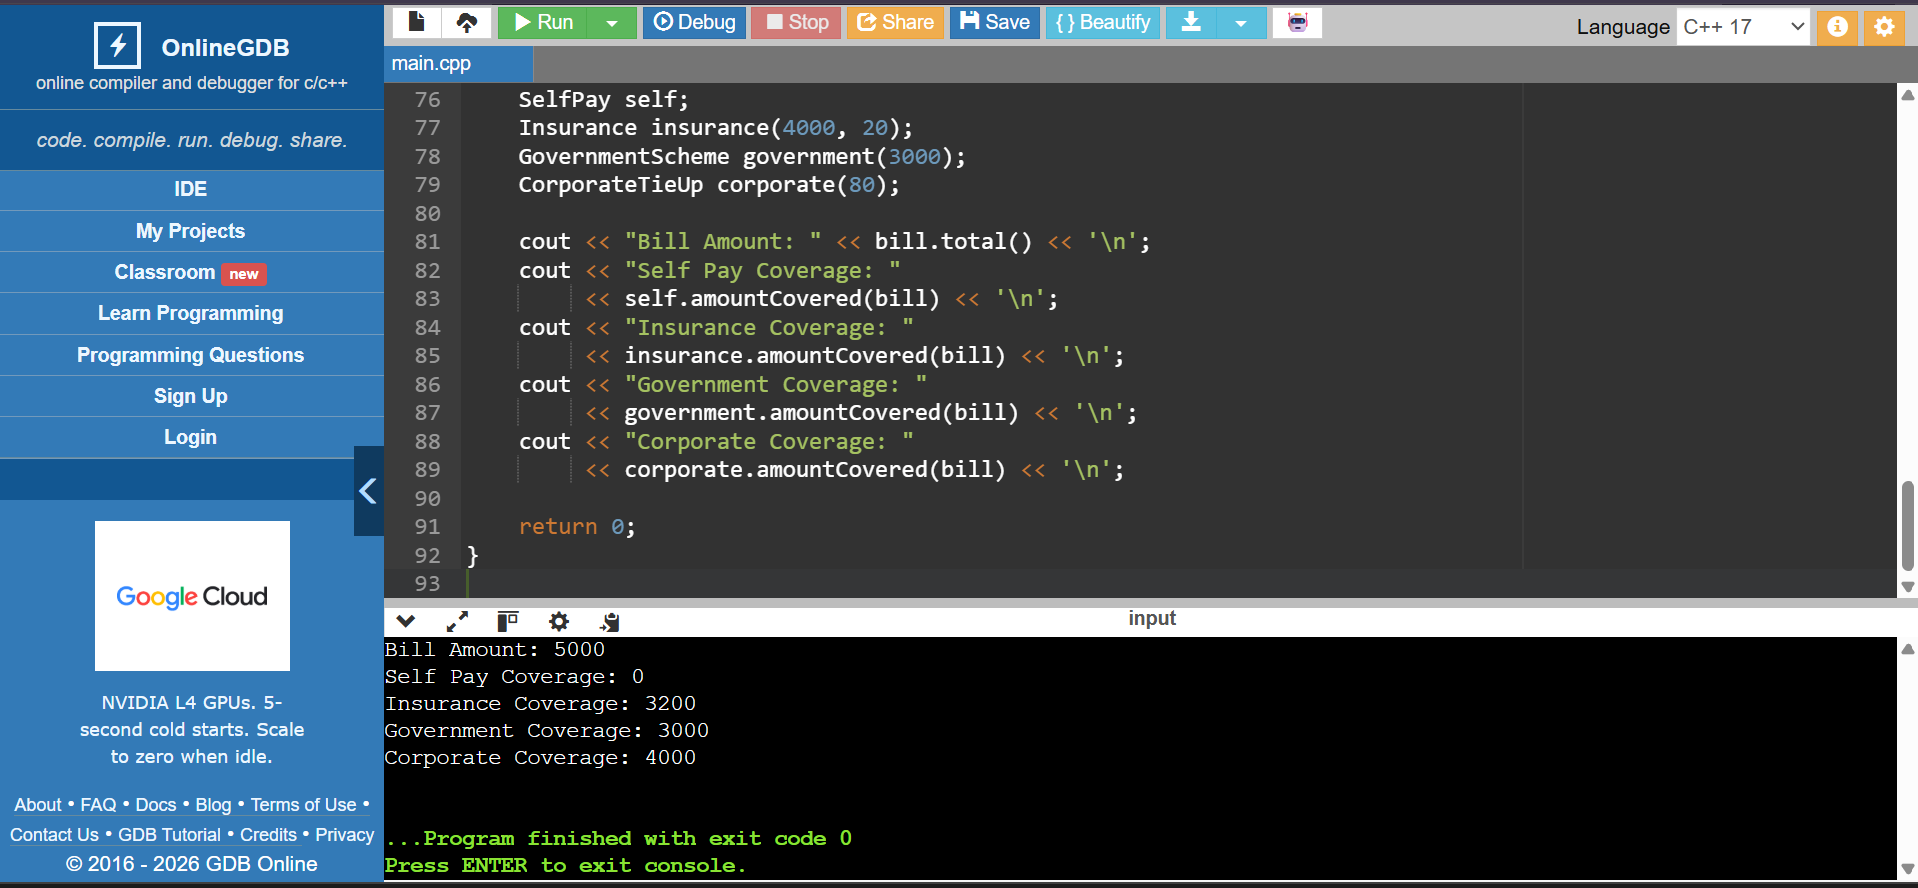 OnlineGDB
online compiler and debugger for c/c++
code. compile. run. debug. share.
IDE
My Projects
Classroom new
Learn Programming
Programming Questions
Sign Up
Login
Google Cloud
NVIDIA L4 GPUs. 5-
second cold starts. Scale
to zero when idle.
About • FAQ • Docs • Blog • Terms of Use •
Contact Us • GDB Tutorial • Credits • Privacy
© 2016 - 2026 GDB Online
Run Debug Stop Share Save { } Beautify Language C++ 17
main.cpp
76     SelfPay self;
77     Insurance insurance(4000, 20);
78     GovernmentScheme government(3000);
79     CorporateTieUp corporate(80);
80
81     cout << "Bill Amount: " << bill.total() << '\n';
82     cout << "Self Pay Coverage: "
83          << self.amountCovered(bill) << '\n';
84     cout << "Insurance Coverage: "
85          << insurance.amountCovered(bill) << '\n';
86     cout << "Government Coverage: "
87          << government.amountCovered(bill) << '\n';
88     cout << "Corporate Coverage: "
89          << corporate.amountCovered(bill) << '\n';
90
91     return 0;
92 }
93
input
Bill Amount: 5000
Self Pay Coverage: 0
Insurance Coverage: 3200
Government Coverage: 3000
Corporate Coverage: 4000
...Program finished with exit code 0
Press ENTER to exit console.